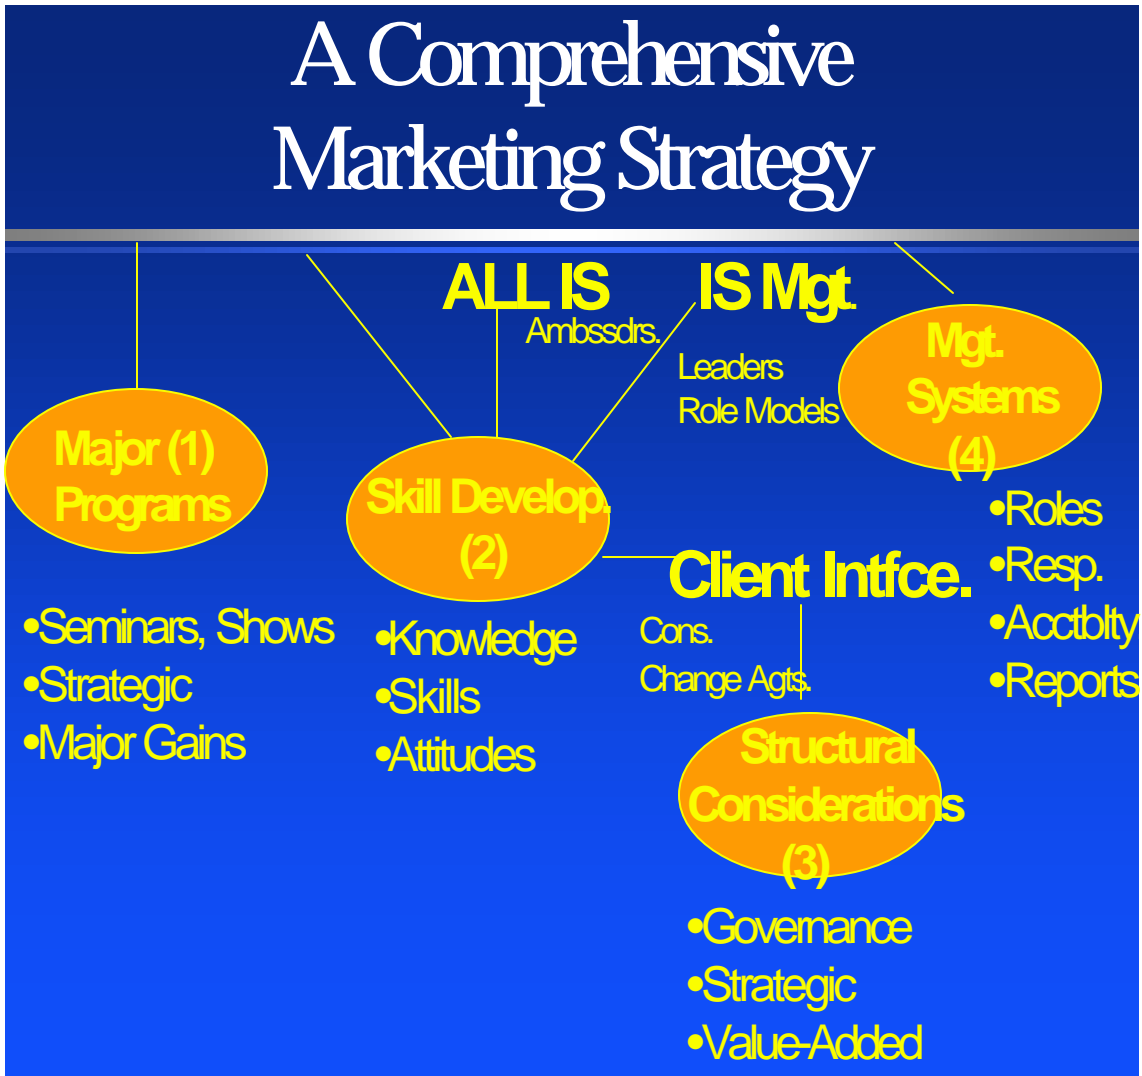 A Comprehensive
Marketing Strategy
ALL IS
Ambssdrs.
IS Mgt.
Leaders
Role Models
Mgt.
Systems
(4)
•Roles
•Resp.
•Acctblty
•Reports
Major (1)
Programs
•Seminars, Shows
•Strategic
•Major Gains
Skill Develop.
(2)
•Knowledge
•Skills
•Attitudes
Client Intfce.
Cons.
Change Agts.
Structural
Considerations
(3)
•Governance
•Strategic
•Value-Added